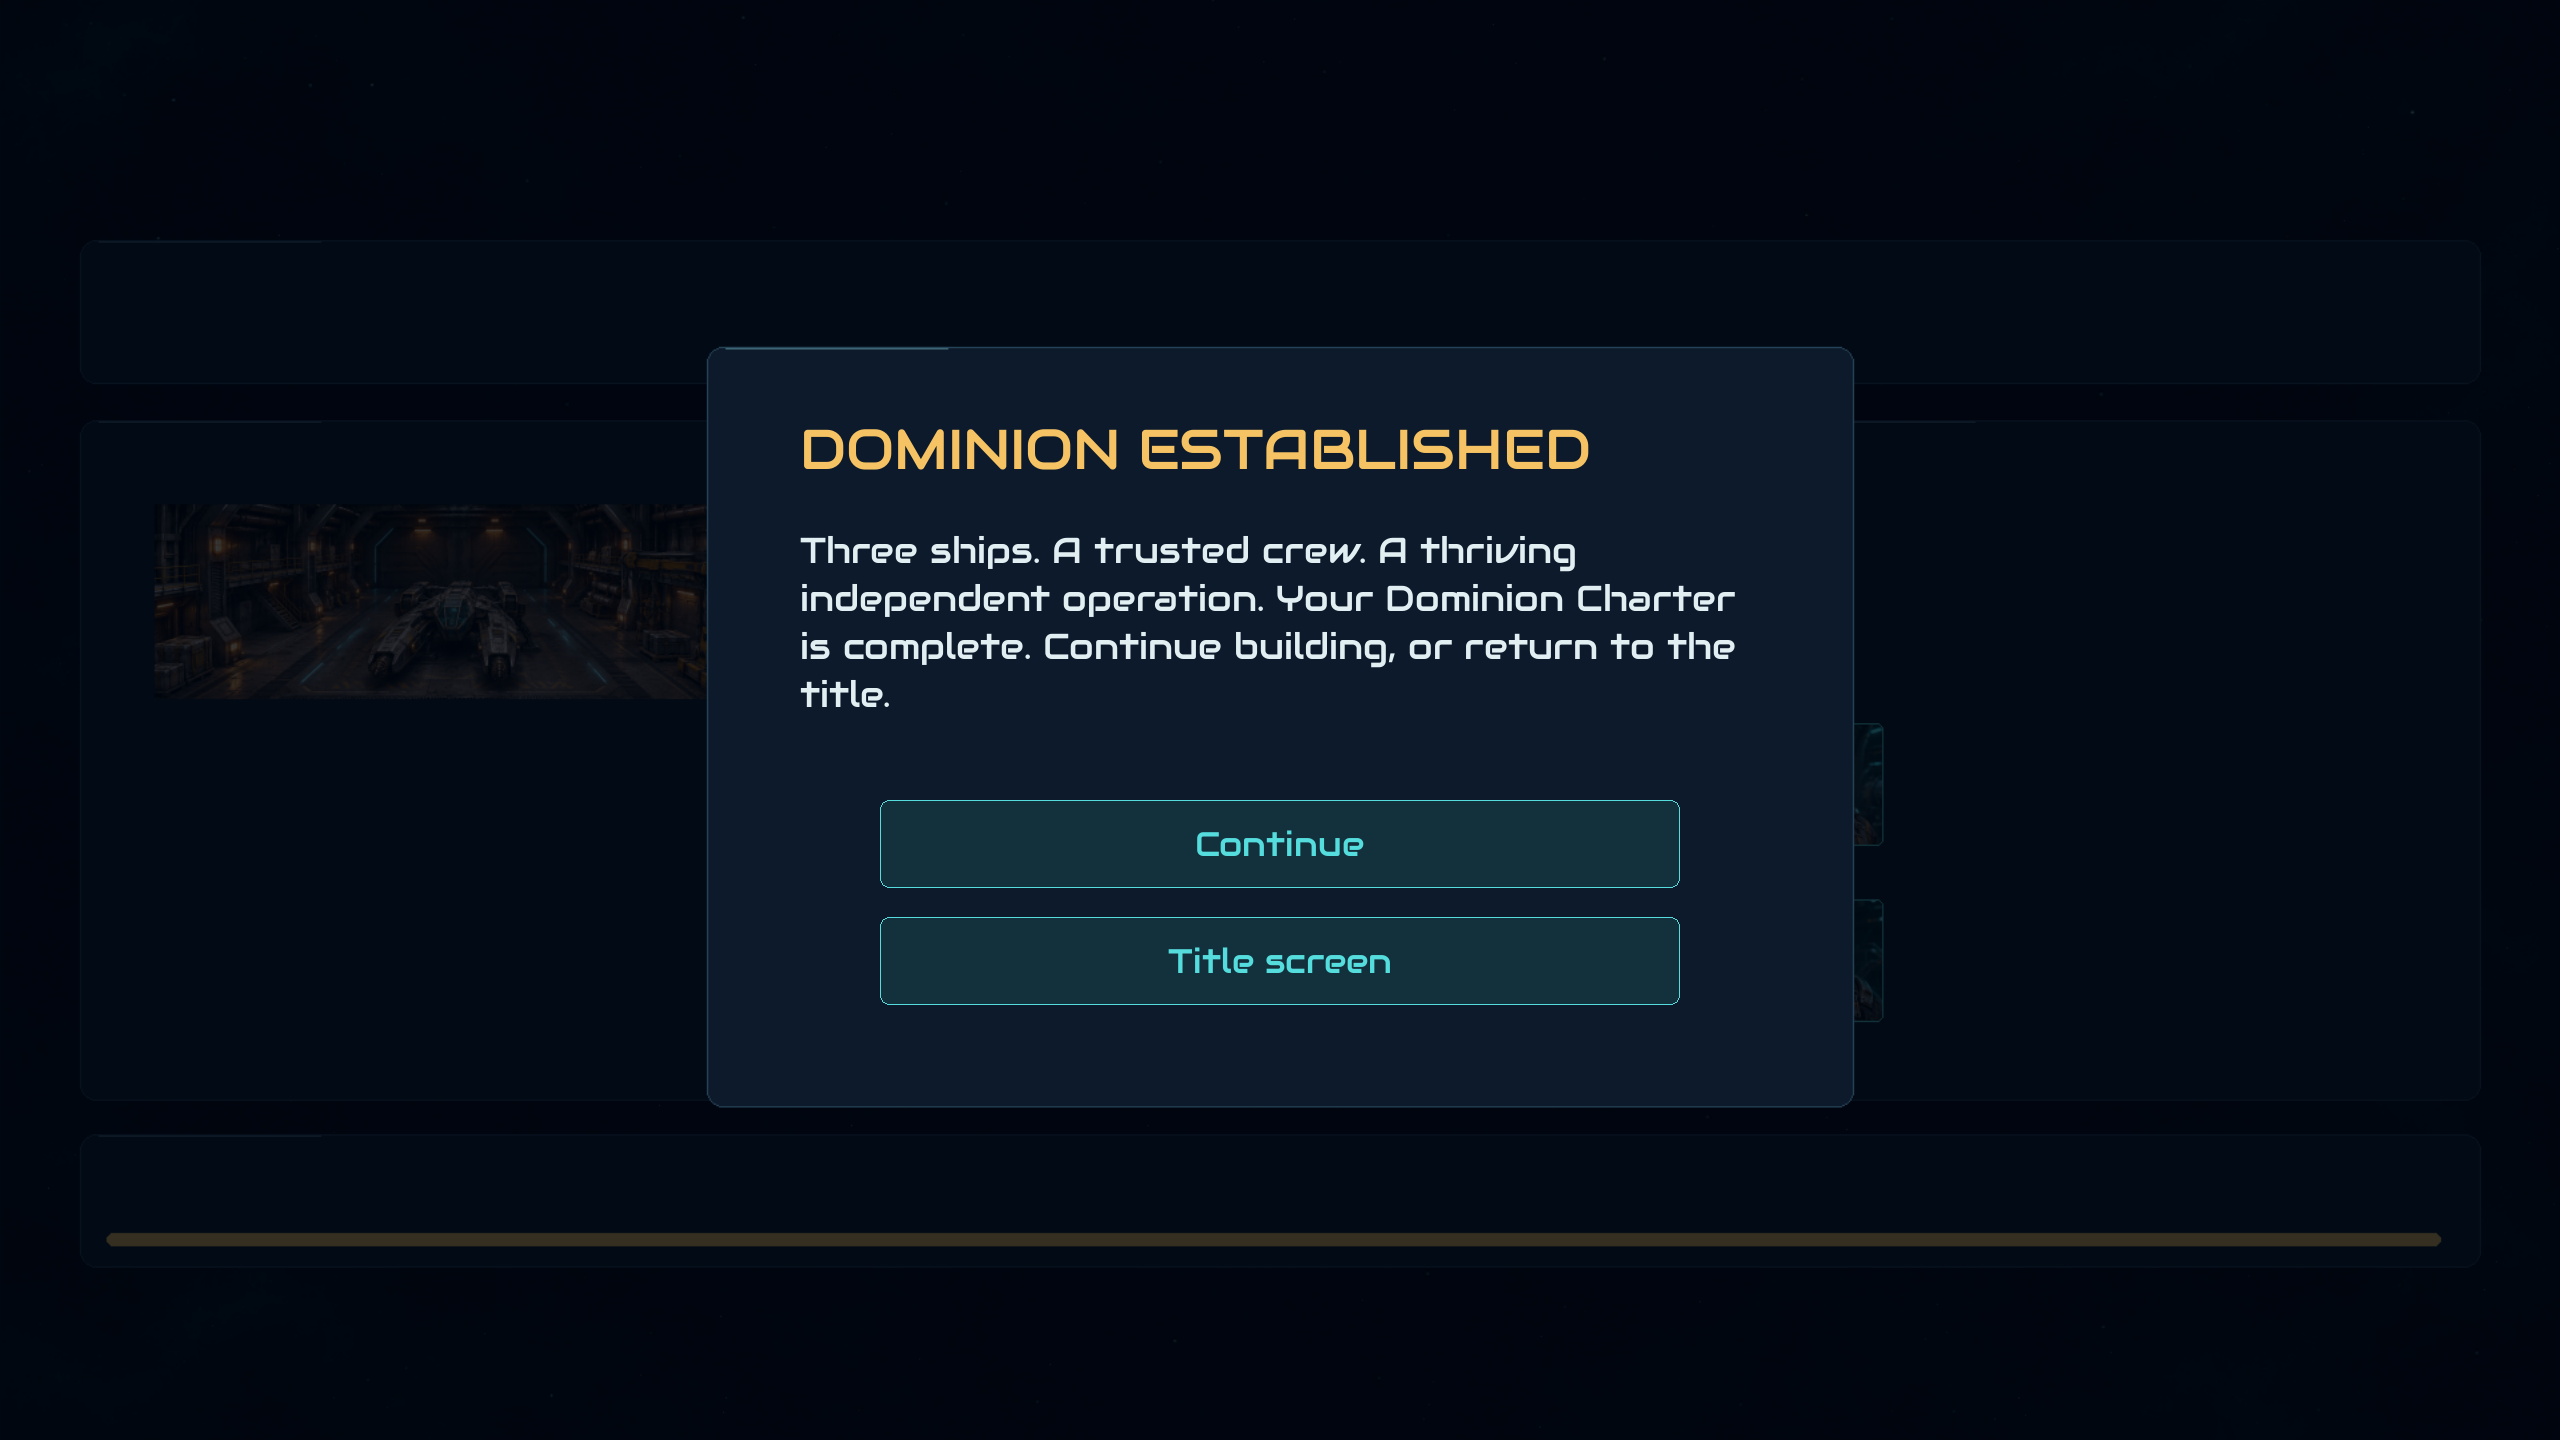 DOMINION ESTABLISHED
Three ships. A trusted crew. A thriving
independent operation. Your Dominion Charter
is complete. Continue building, or return to the
title.
Continue
Title screen